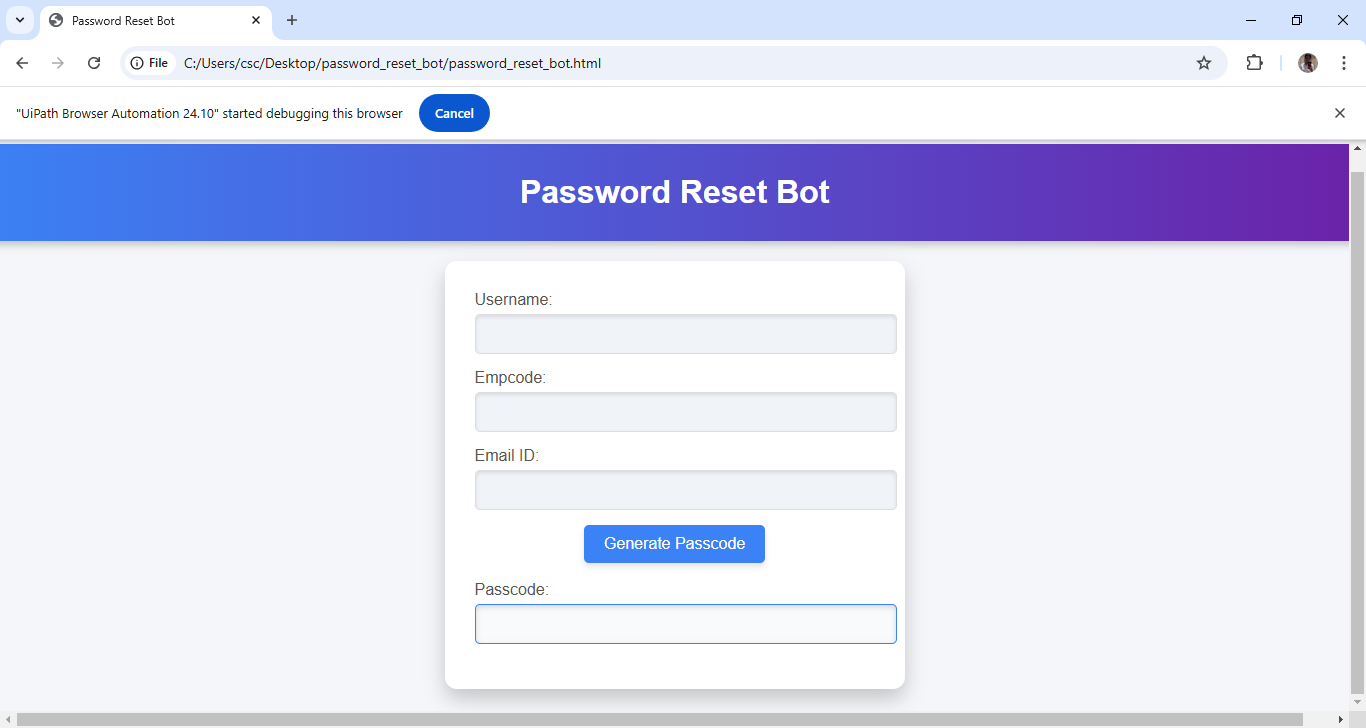 Password Reset Bot
File
C:/Users/csc/Desktop/password_reset_bot/password_reset_bot.html
"UiPath Browser Automation 24.10" started debugging this browser
Cancel
Password Reset Bot
Username:
Empcode:
Email ID:
Generate Passcode
Passcode: